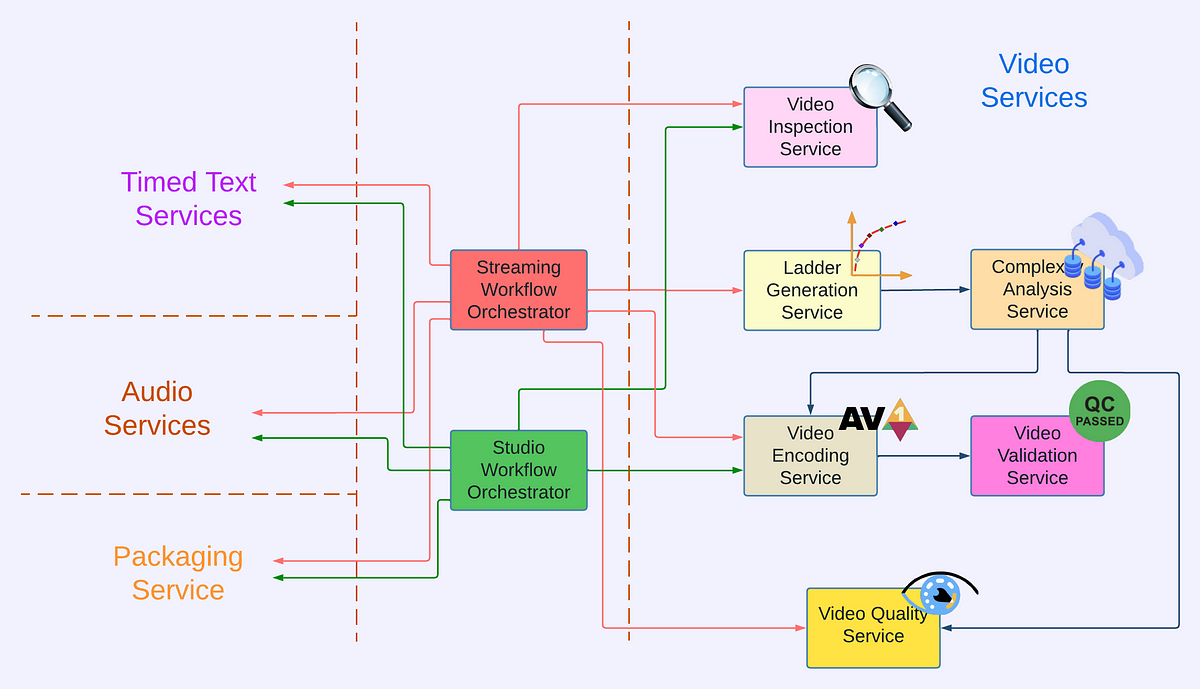 Video
Services
Video
Inspection
Service
Timed Text
Services
Streaming
Workflow
Orchestrator
Ladder
Generation
Service
Complexity
Analysis
Service
Audio
Services
Studio
Workflow
Orchestrator
AV1
Video
Encoding
Service
QC
PASSED
Video
Validation
Service
Packaging
Service
Video Quality
Service